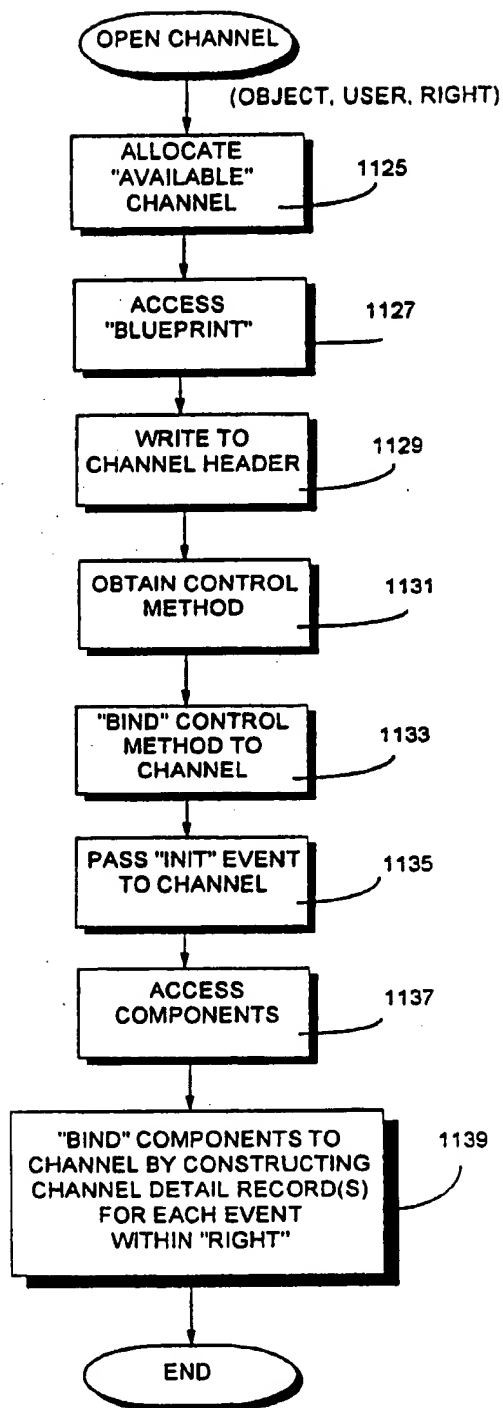 OPEN CHANNEL
(OBJECT, USER, RIGHT)
ALLOCATE
"AVAILABLE"
CHANNEL
1125
ACCESS
"BLUEPRINT"
1127
WRITE TO
CHANNEL HEADER
1129
OBTAIN CONTROL
METHOD
1131
"BIND" CONTROL
METHOD TO
CHANNEL
1133
PASS "INIT" EVENT
TO CHANNEL
1135
ACCESS
COMPONENTS
1137
"BIND" COMPONENTS TO
CHANNEL BY CONSTRUCTING
CHANNEL DETAIL RECORD(S)
FOR EACH EVENT
WITHIN "RIGHT"
1139
END